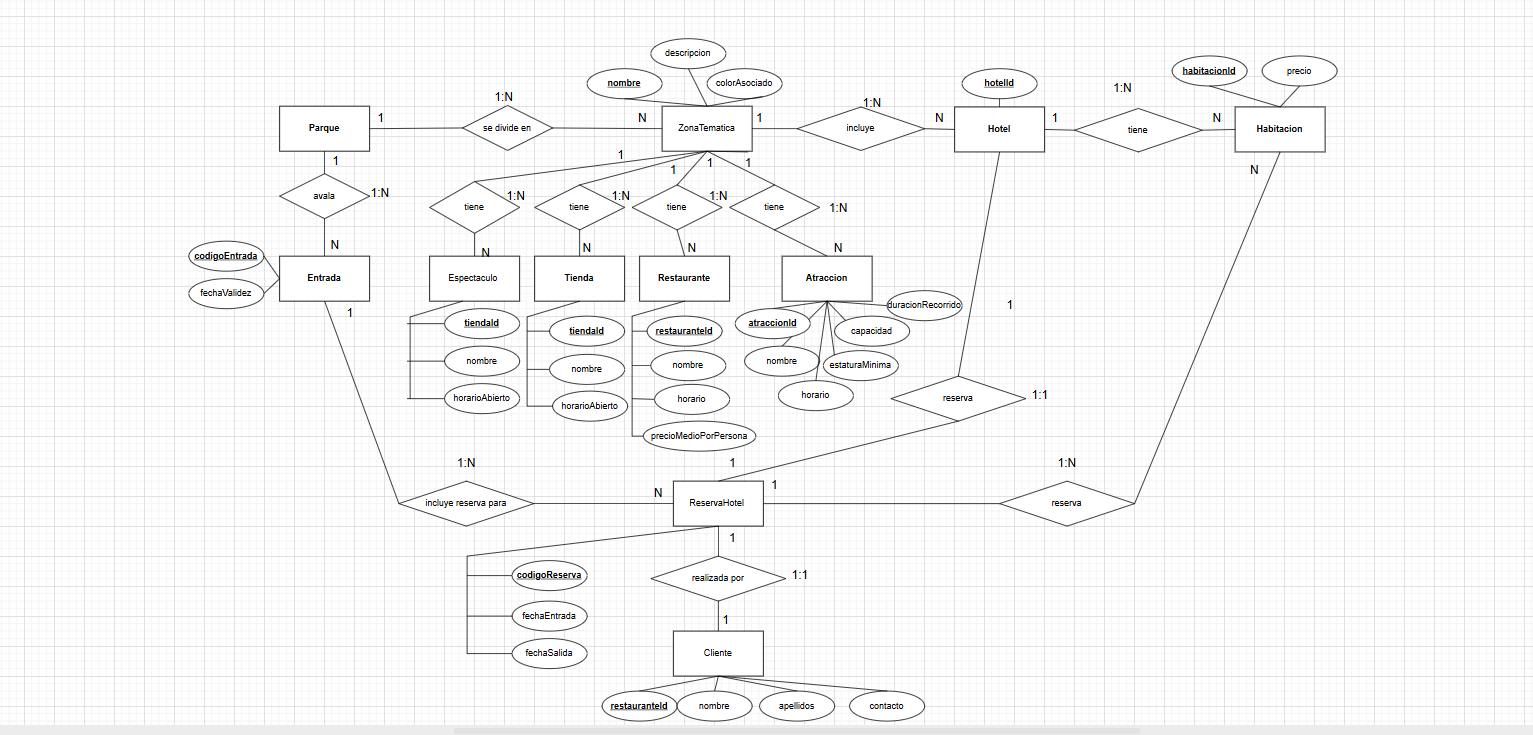 descripcion
nombre
colorAsociado
hotelId
habitacionId
precio
1:N
1:N
1:N
Parque
1
se divide en
N
ZonaTematica
1
incluye
N
Hotel
1
tiene
N
Habitacion
1
1
1
1
1
N
avala
1:N
tiene
1:N
tiene
1:N
tiene
1:N
tiene
1:N
N
N
N
N
N
codigoEntrada
fechaValidez
Entrada
Espectaculo
Tienda
Restaurante
Atraccion
1
duracionRecorrido
1
tiendaId
tiendaId
restauranteId
atraccionId
capacidad
nombre
nombre
nombre
nombre
estaturaMinima
horarioAbierto
horarioAbierto
horario
horario
reserva
1:1
precioMedioPorPersona
1:N
1
1:N
N
1
incluye reserva para
ReservaHotel
reserva
1
codigoReserva
realizada por
1:1
fechaEntrada
1
fechaSalida
Cliente
restauranteId
nombre
apellidos
contacto